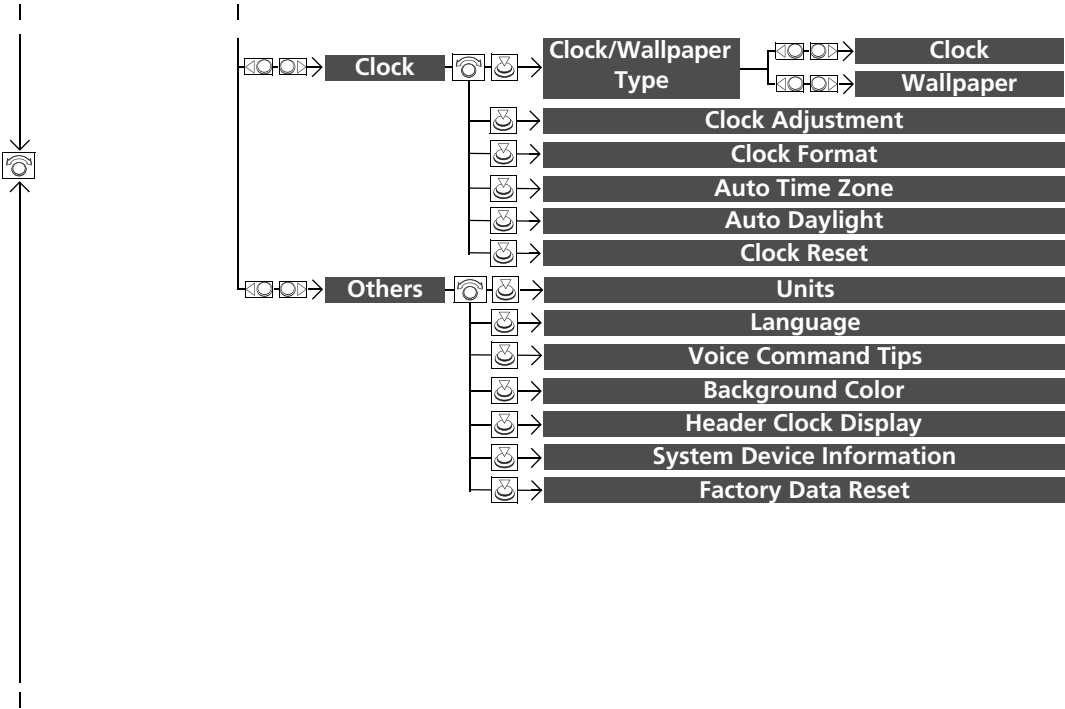 Clock
Clock/Wallpaper
Type
Clock
Wallpaper
Clock Adjustment
Clock Format
Auto Time Zone
Auto Daylight
Clock Reset
Others
Units
Language
Voice Command Tips
Background Color
Header Clock Display
System Device Information
Factory Data Reset